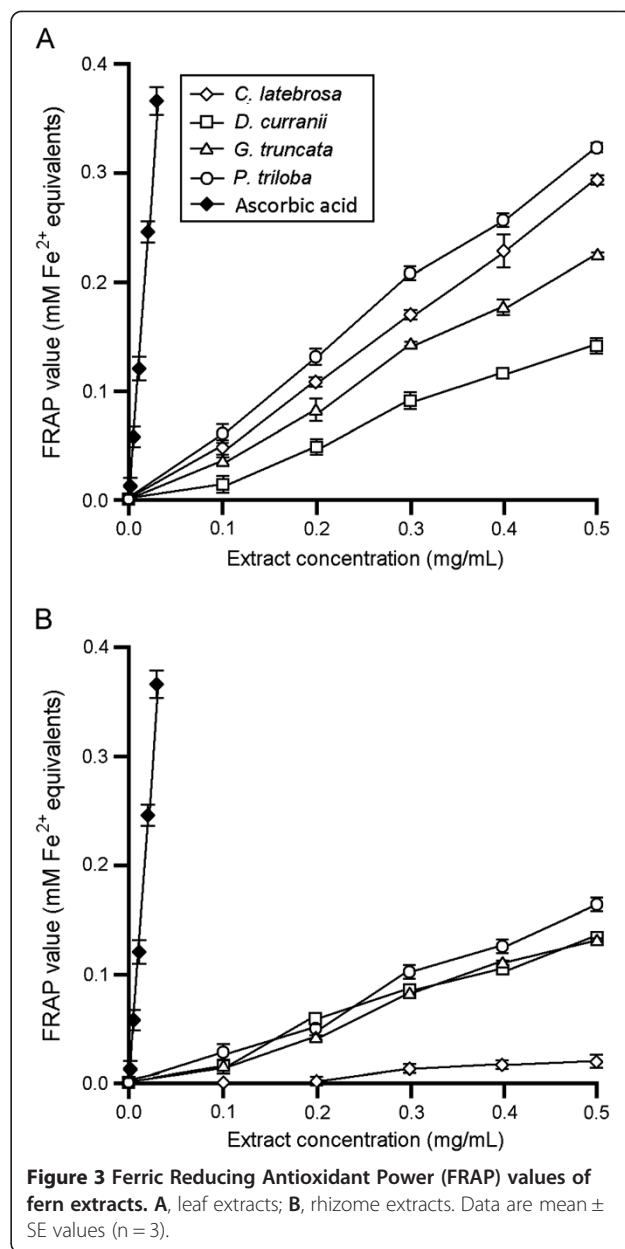 A
0.4
0.3
0.2
0.1
0.0
FRAP value (mM Fe²⁺ equivalents)
C. latebrosa
D. curranii
G. truncata
P. triloba
Ascorbic acid
0.0 0.1 0.2 0.3 0.4 0.5
Extract concentration (mg/mL)
B
0.4
0.3
0.2
0.1
0.0
FRAP value (mM Fe²⁺ equivalents)
0.0 0.1 0.2 0.3 0.4 0.5
Extract concentration (mg/mL)
Figure 3 Ferric Reducing Antioxidant Power (FRAP) values of
fern extracts. A, leaf extracts; B, rhizome extracts. Data are mean ±
SE values (n = 3).